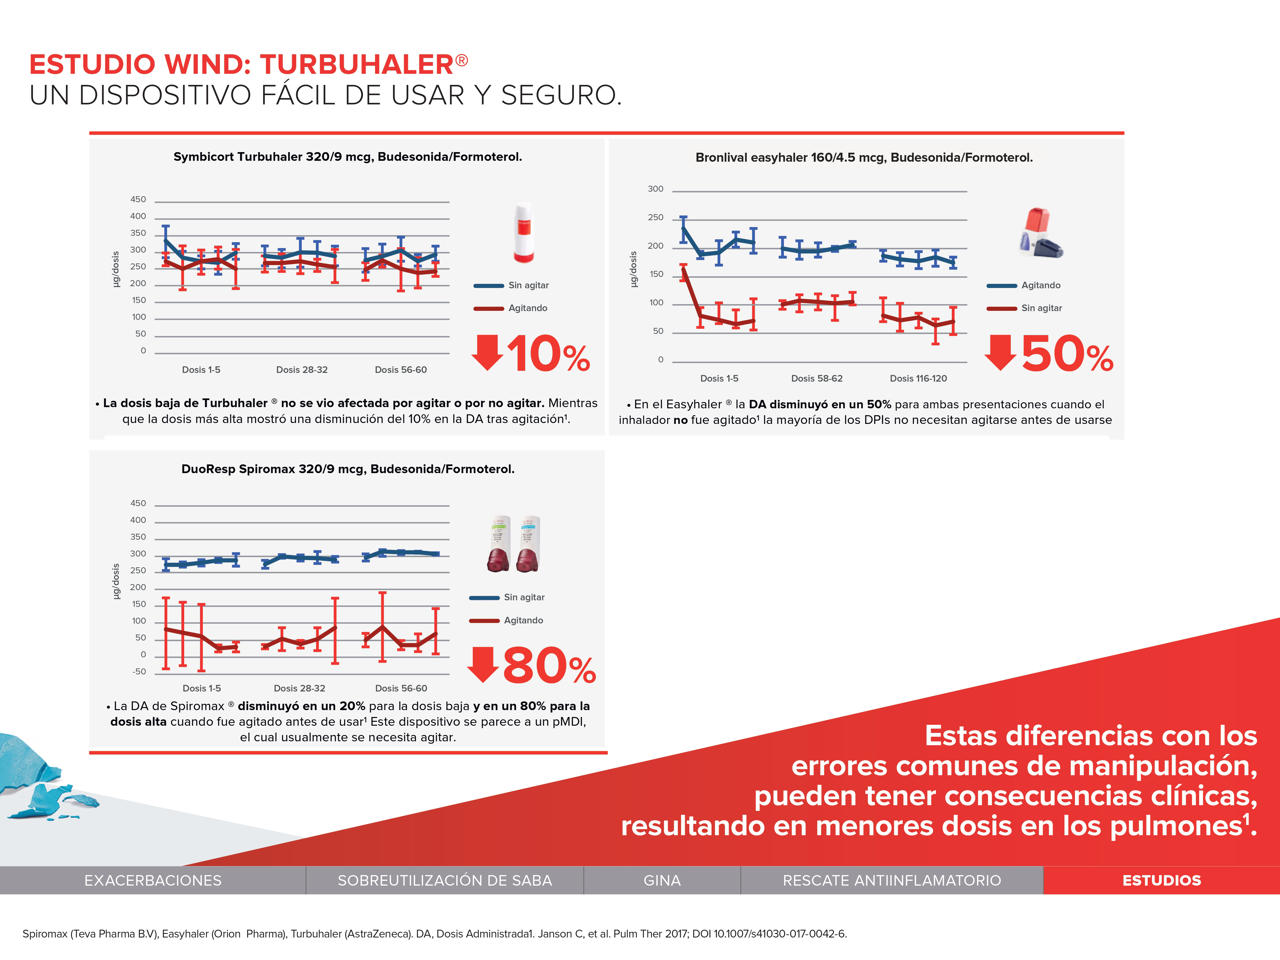 ESTUDIO WIND: TURBUHALER®
UN DISPOSITIVO FÁCIL DE USAR Y SEGURO.
Symbicort Turbuhaler 320/9 mcg, Budesonida/Formoterol.
450
400
350
300
250
200
150
100
50
0
µg/dosis
Dosis 1-5
Dosis 28-32
Dosis 56-60
Sin agitar
Agitando
10%
• La dosis baja de Turbuhaler ® no se vio afectada por agitar o por no agitar. Mientras
que la dosis más alta mostró una disminución del 10% en la DA tras agitación¹.
Bronlival easyhaler 160/4.5 mcg, Budesonida/Formoterol.
300
250
200
150
100
50
0
µg/dosis
Dosis 1-5
Dosis 58-62
Dosis 116-120
Agitando
Sin agitar
50%
• En el Easyhaler ® la DA disminuyó en un 50% para ambas presentaciones cuando el
inhalador no fue agitado¹ la mayoría de los DPIs no necesitan agitarse antes de usarse
DuoResp Spiromax 320/9 mcg, Budesonida/Formoterol.
450
400
350
300
250
200
150
100
50
0
-50
µg/dosis
Dosis 1-5
Dosis 28-32
Dosis 56-60
Sin agitar
Agitando
80%
• La DA de Spiromax ® disminuyó en un 20% para la dosis baja y en un 80% para la
dosis alta cuando fue agitado antes de usar¹ Este dispositivo se parece a un pMDI,
el cual usualmente se necesita agitar.
Estas diferencias con los
errores comunes de manipulación,
pueden tener consecuencias clínicas,
resultando en menores dosis en los pulmones¹.
EXACERBACIONES
SOBREUTILIZACIÓN DE SABA
GINA
RESCATE ANTIINFLAMATORIO
ESTUDIOS
Spiromax (Teva Pharma B.V), Easyhaler (Orion Pharma), Turbuhaler (AstraZeneca). DA, Dosis Administrada1. Janson C, et al. Pulm Ther 2017; DOI 10.1007/s41030-017-0042-6.